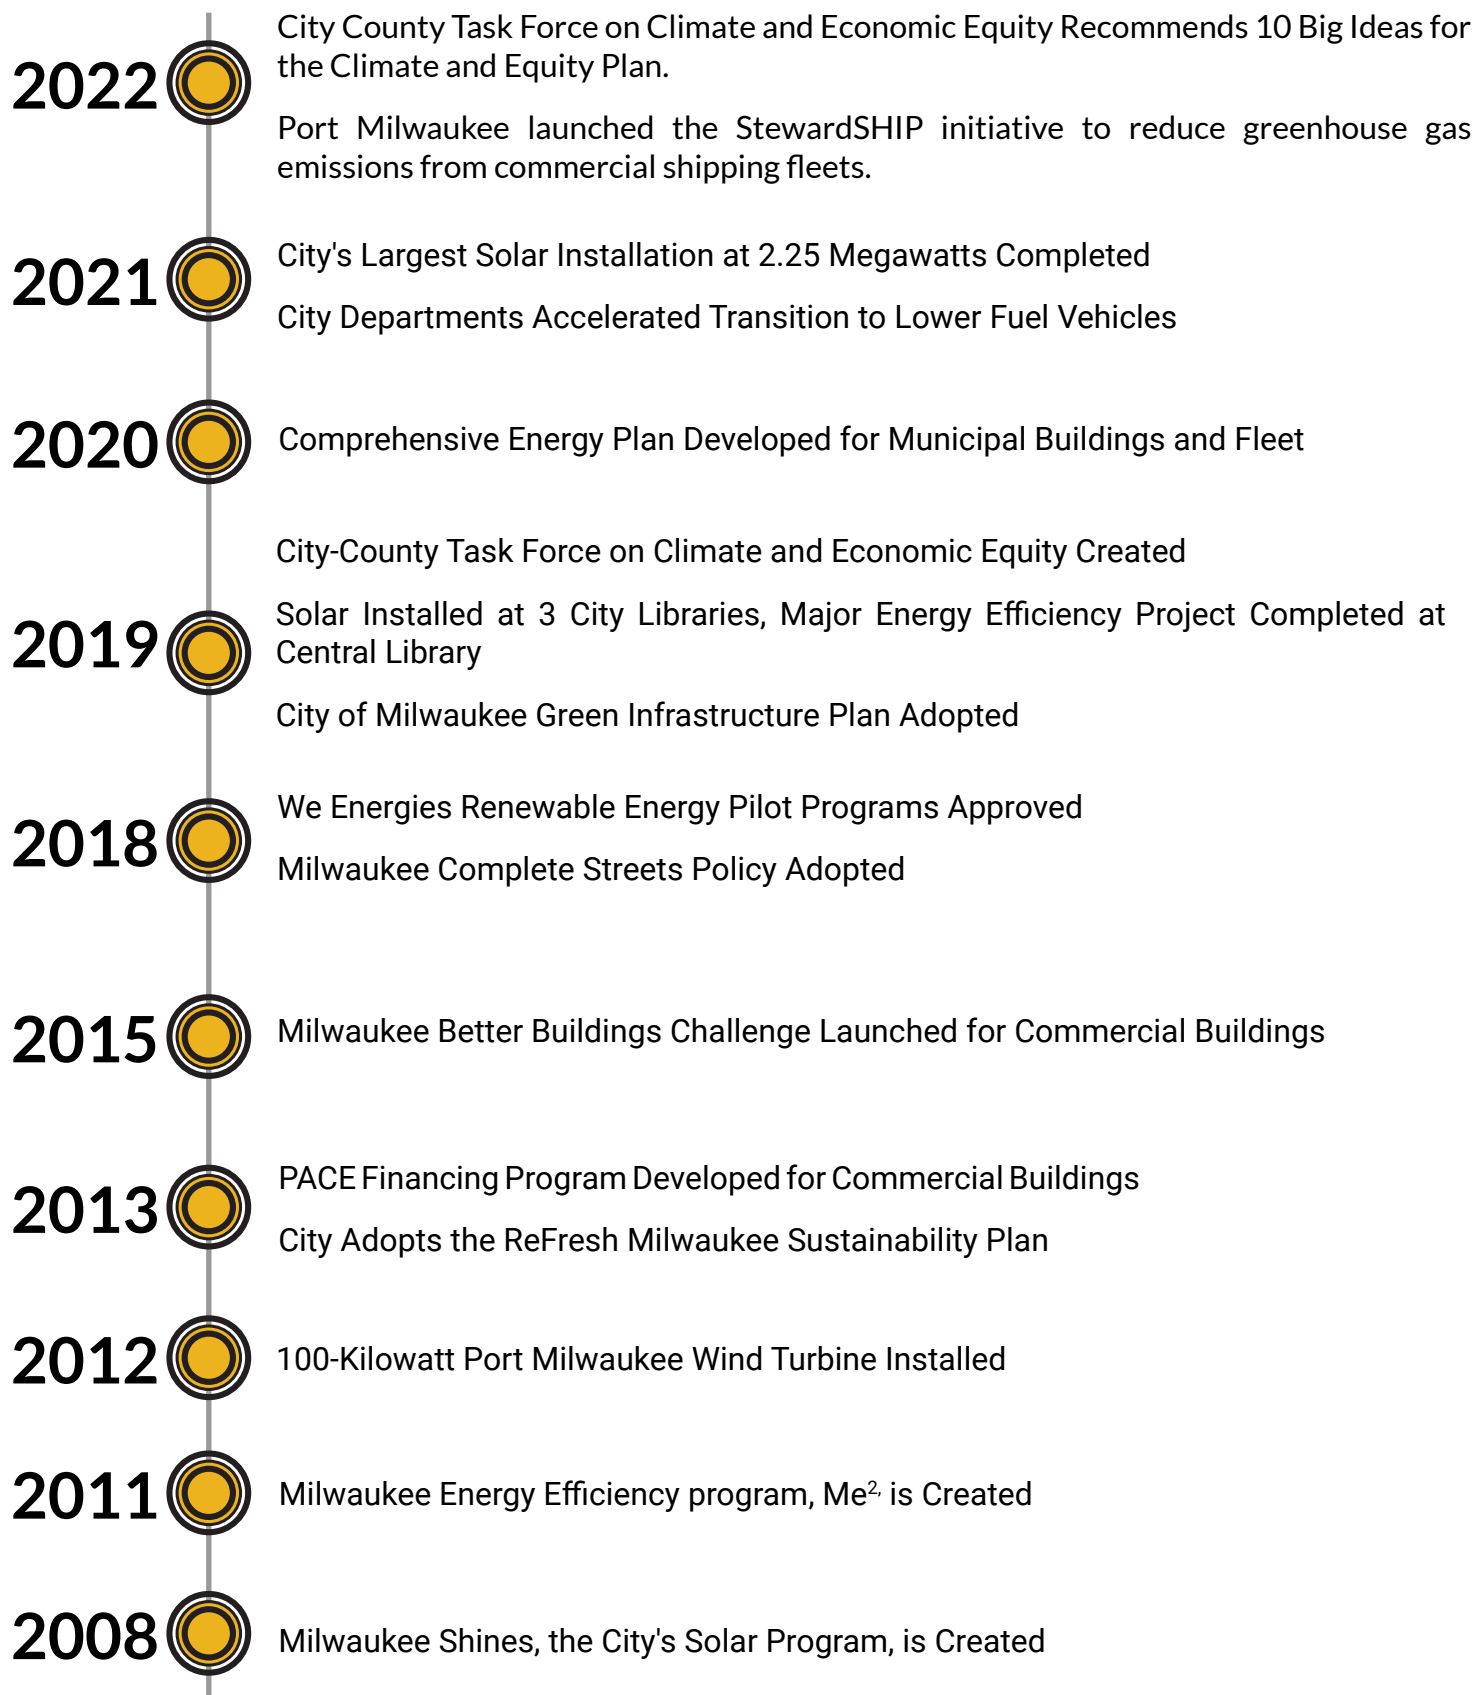 2022
City County Task Force on Climate and Economic Equity Recommends 10 Big Ideas for
the Climate and Equity Plan.
Port Milwaukee launched the StewardSHIP initiative to reduce greenhouse gas
emissions from commercial shipping fleets.
2021
City's Largest Solar Installation at 2.25 Megawatts Completed
City Departments Accelerated Transition to Lower Fuel Vehicles
2020
Comprehensive Energy Plan Developed for Municipal Buildings and Fleet
2019
City-County Task Force on Climate and Economic Equity Created
Solar Installed at 3 City Libraries, Major Energy Efficiency Project Completed at
Central Library
City of Milwaukee Green Infrastructure Plan Adopted
2018
We Energies Renewable Energy Pilot Programs Approved
Milwaukee Complete Streets Policy Adopted
2015
Milwaukee Better Buildings Challenge Launched for Commercial Buildings
2013
PACE Financing Program Developed for Commercial Buildings
City Adopts the ReFresh Milwaukee Sustainability Plan
2012
100-Kilowatt Port Milwaukee Wind Turbine Installed
2011
Milwaukee Energy Efficiency program, Me², is Created
2008
Milwaukee Shines, the City's Solar Program, is Created